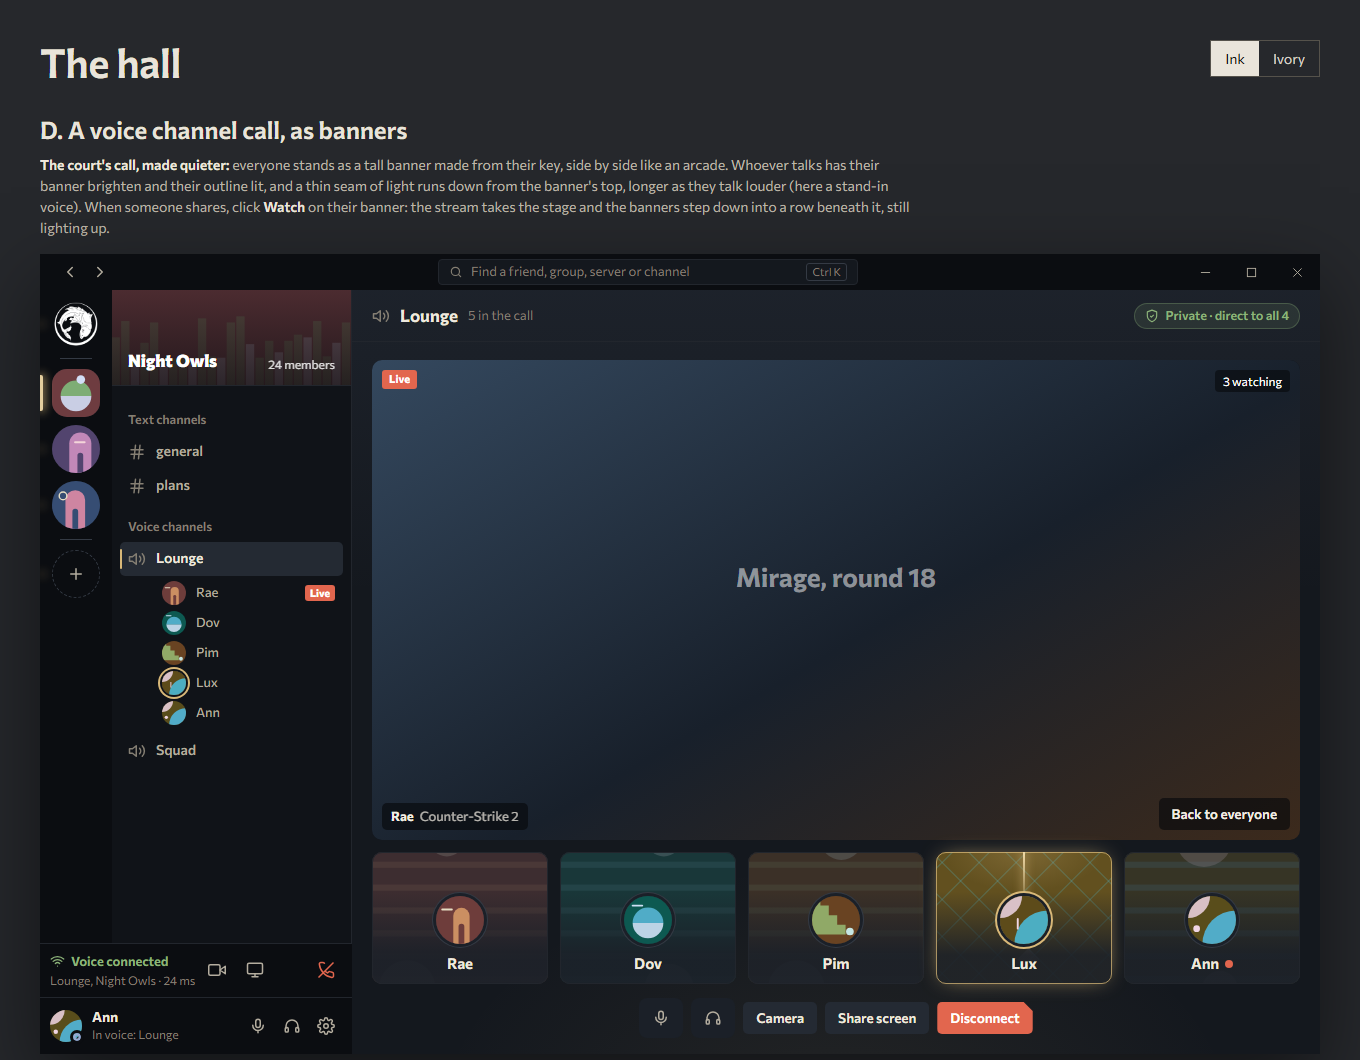 The hall
Ink
Ivory
D. A voice channel call, as banners
The court's call, made quieter: everyone stands as a tall banner made from their key, side by side like an arcade. Whoever talks has their
banner brighten and their outline lit, and a thin seam of light runs down from the banner's top, longer as they talk louder (here a stand-in
voice). When someone shares, click Watch on their banner: the stream takes the stage and the banners step down into a row beneath it, still
lighting up.
Find a friend, group, server or channel
Ctrl K
Night Owls
24 members
Text channels
general
plans
Voice channels
Lounge
Rae
Live
Dov
Pim
Lux
Ann
Squad
Voice connected
Lounge, Night Owls · 24 ms
Ann
In voice: Lounge
Lounge
5 in the call
Private · direct to all 4
Live
3 watching
Mirage, round 18
Rae Counter-Strike 2
Back to everyone
Rae
Dov
Pim
Lux
Ann
Camera
Share screen
Disconnect